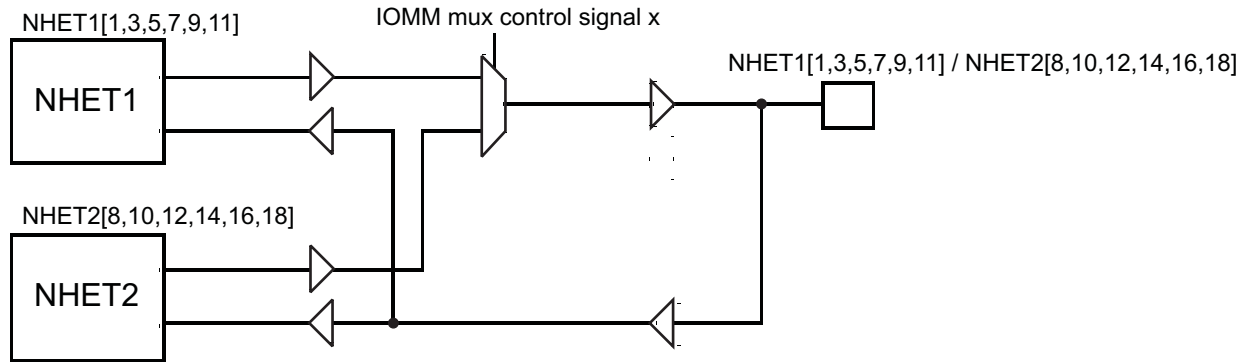 IOMM mux control signal x
NHET1[1,3,5,7,9,11]
NHET1[1,3,5,7,9,11] / NHET2[8,10,12,14,16,18]
NHET1
NHET2[8,10,12,14,16,18]
NHET2